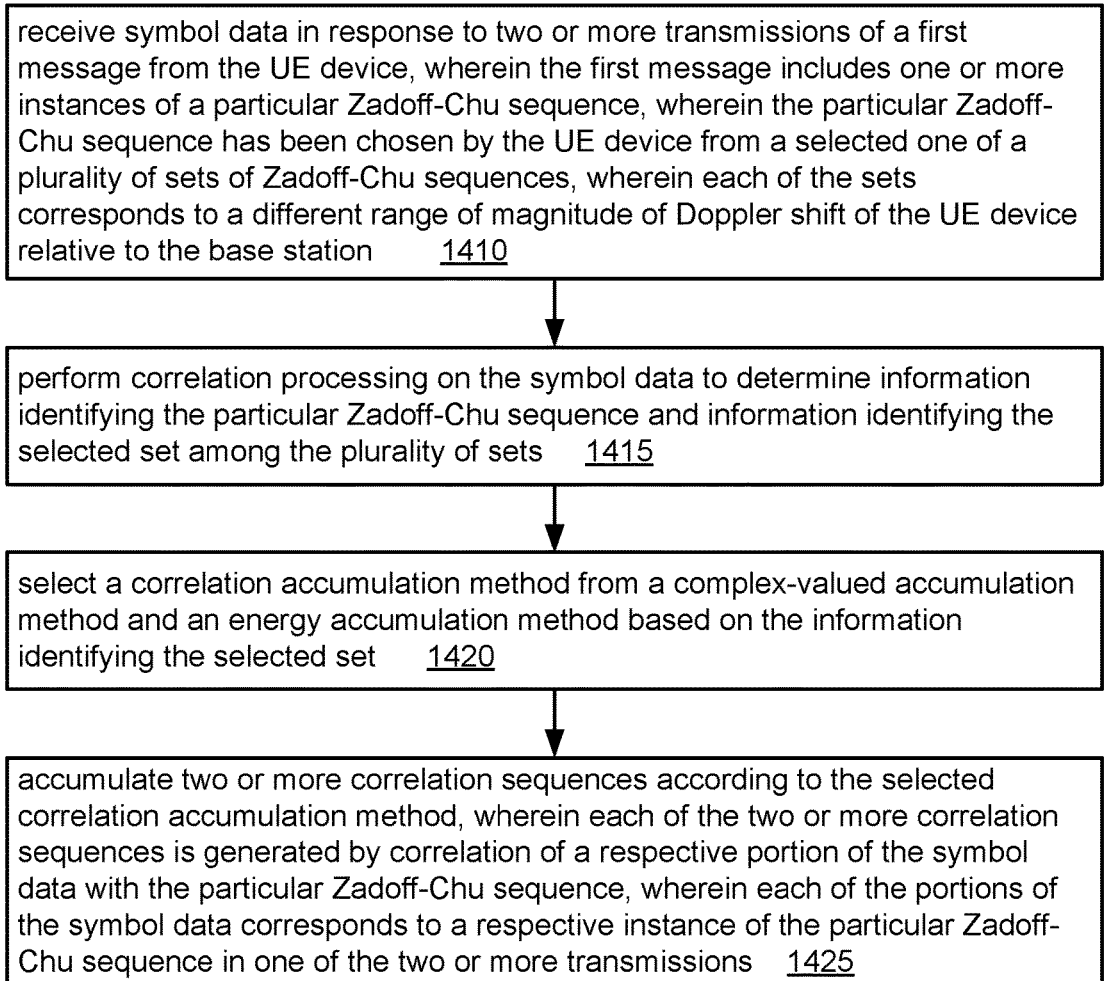 receive symbol data in response to two or more transmissions of a first
message from the UE device, wherein the first message includes one or more
instances of a particular Zadoff-Chu sequence, wherein the particular Zadoff-
Chu sequence has been chosen by the UE device from a selected one of a
plurality of sets of Zadoff-Chu sequences, wherein each of the sets
corresponds to a different range of magnitude of Doppler shift of the UE device
relative to the base station 1410
perform correlation processing on the symbol data to determine information
identifying the particular Zadoff-Chu sequence and information identifying the
selected set among the plurality of sets 1415
select a correlation accumulation method from a complex-valued accumulation
method and an energy accumulation method based on the information
identifying the selected set 1420
accumulate two or more correlation sequences according to the selected
correlation accumulation method, wherein each of the two or more correlation
sequences is generated by correlation of a respective portion of the symbol
data with the particular Zadoff-Chu sequence, wherein each of the portions of
the symbol data corresponds to a respective instance of the particular Zadoff-
Chu sequence in one of the two or more transmissions 1425